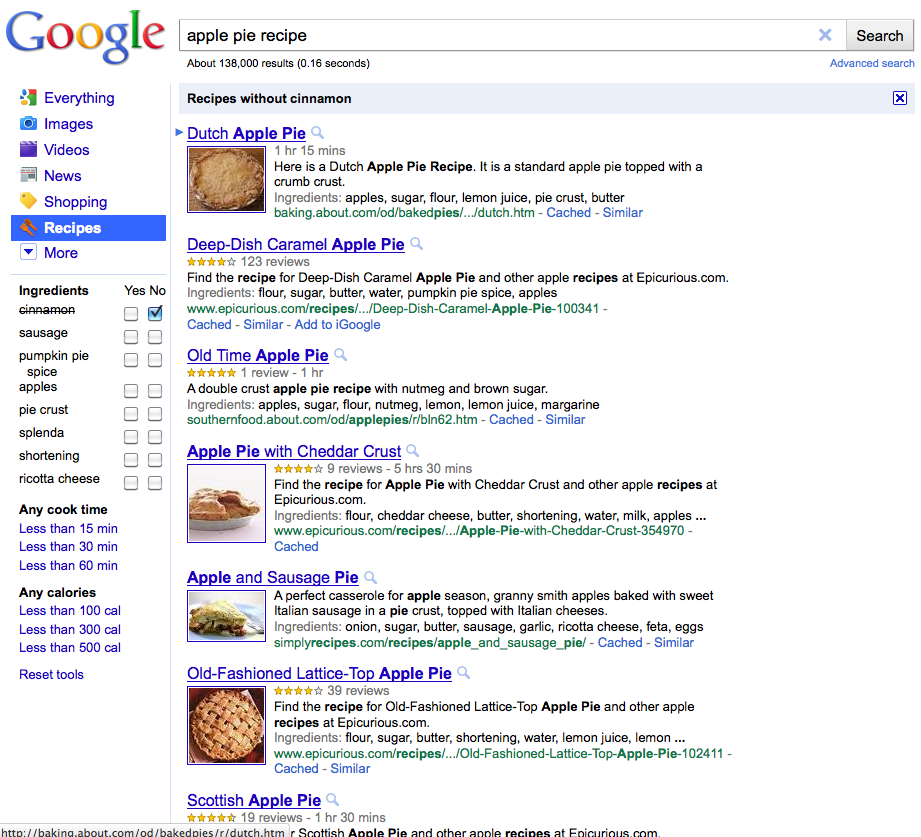 Google
apple pie recipe
Search
About 138,000 results (0.16 seconds)
Advanced search
Everything
Images
Videos
News
Shopping
Recipes
More
Ingredients Yes No
cinnamon
sausage
pumpkin pie
spice
apples
pie crust
splenda
shortening
ricotta cheese
Any cook time
Less than 15 min
Less than 30 min
Less than 60 min
Any calories
Less than 100 cal
Less than 300 cal
Less than 500 cal
Reset tools
Recipes without cinnamon
Dutch Apple Pie
1 hr 15 mins
Here is a Dutch Apple Pie Recipe. It is a standard apple pie topped with a
crumb crust.
Ingredients: apples, sugar, flour, lemon juice, pie crust, butter
baking.about.com/od/bakedpies/.../dutch.htm - Cached - Similar
Deep-Dish Caramel Apple Pie
123 reviews
Find the recipe for Deep-Dish Caramel Apple Pie and other apple recipes at Epicurious.com.
Ingredients: flour, sugar, butter, water, pumpkin pie spice, apples
www.epicurious.com/recipes/.../Deep-Dish-Caramel-Apple-Pie-100341 -
Cached - Similar - Add to iGoogle
Old Time Apple Pie
1 review - 1 hr
A double crust apple pie recipe with nutmeg and brown sugar.
Ingredients: apples, sugar, flour, nutmeg, lemon, lemon juice, margarine
southernfood.about.com/od/applepies/r/bln62.htm - Cached - Similar
Apple Pie with Cheddar Crust
9 reviews - 5 hrs 30 mins
Find the recipe for Apple Pie with Cheddar Crust and other apple recipes at
Epicurious.com.
Ingredients: flour, cheddar cheese, butter, shortening, water, milk, apples ...
www.epicurious.com/recipes/.../Apple-Pie-with-Cheddar-Crust-354970 -
Cached
Apple and Sausage Pie
A perfect casserole for apple season, granny smith apples baked with sweet
Italian sausage in a pie crust, topped with Italian cheeses.
Ingredients: onion, sugar, butter, sausage, garlic, ricotta cheese, feta, eggs
simplyrecipes.com/recipes/apple_and_sausage_pie/ - Cached - Similar
Old-Fashioned Lattice-Top Apple Pie
39 reviews
Find the recipe for Old-Fashioned Lattice-Top Apple Pie and other apple
recipes at Epicurious.com.
Ingredients: flour, sugar, butter, shortening, water, lemon juice, lemon ...
www.epicurious.com/recipes/.../Old-Fashioned-Lattice-Top-Apple-Pie-102411 -
Cached - Similar
Scottish Apple Pie
19 reviews - 1 hr 30 mins
r Scottish Apple Pie and other apple recipes at Epicurious.com.
http://baking.about.com/od/bakedpies/r/dutch.htm